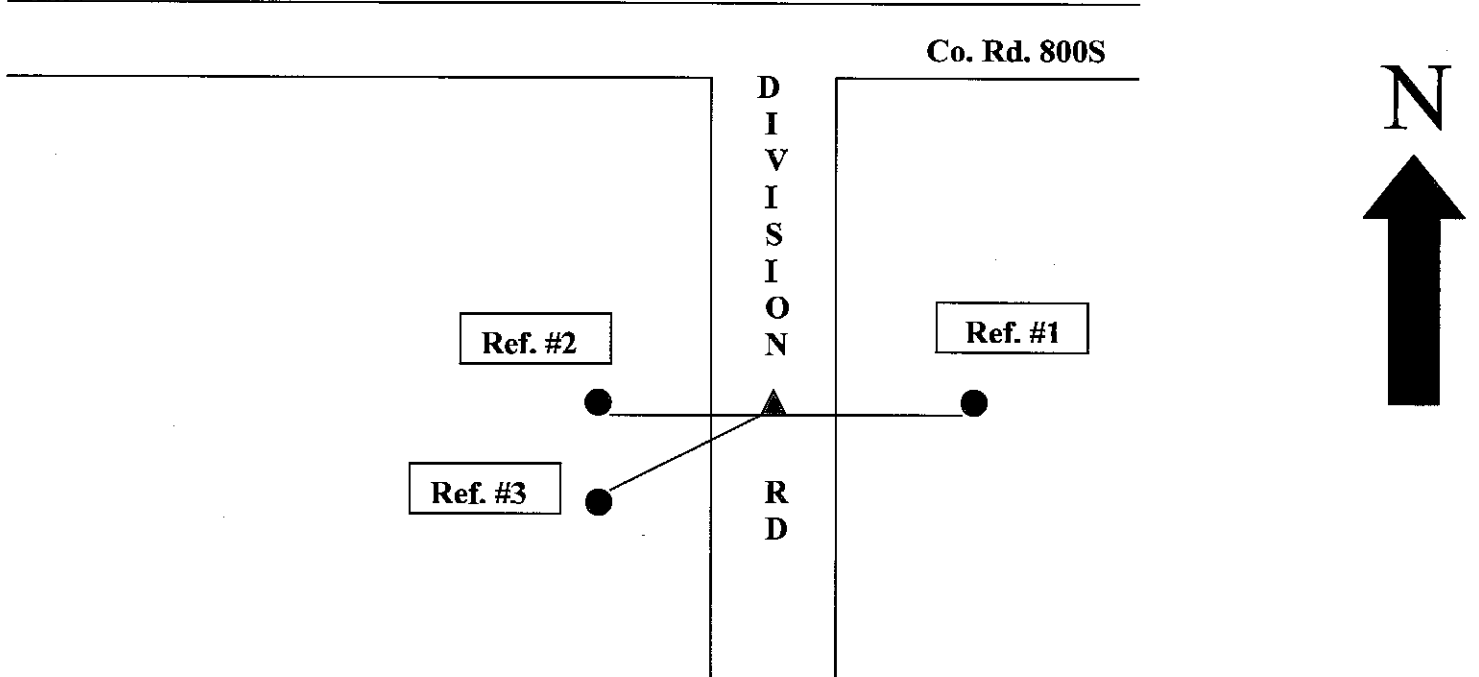 Co. Rd. 800S
N
DIVISION
RD
Ref. #2
Ref. #1
Ref. #3